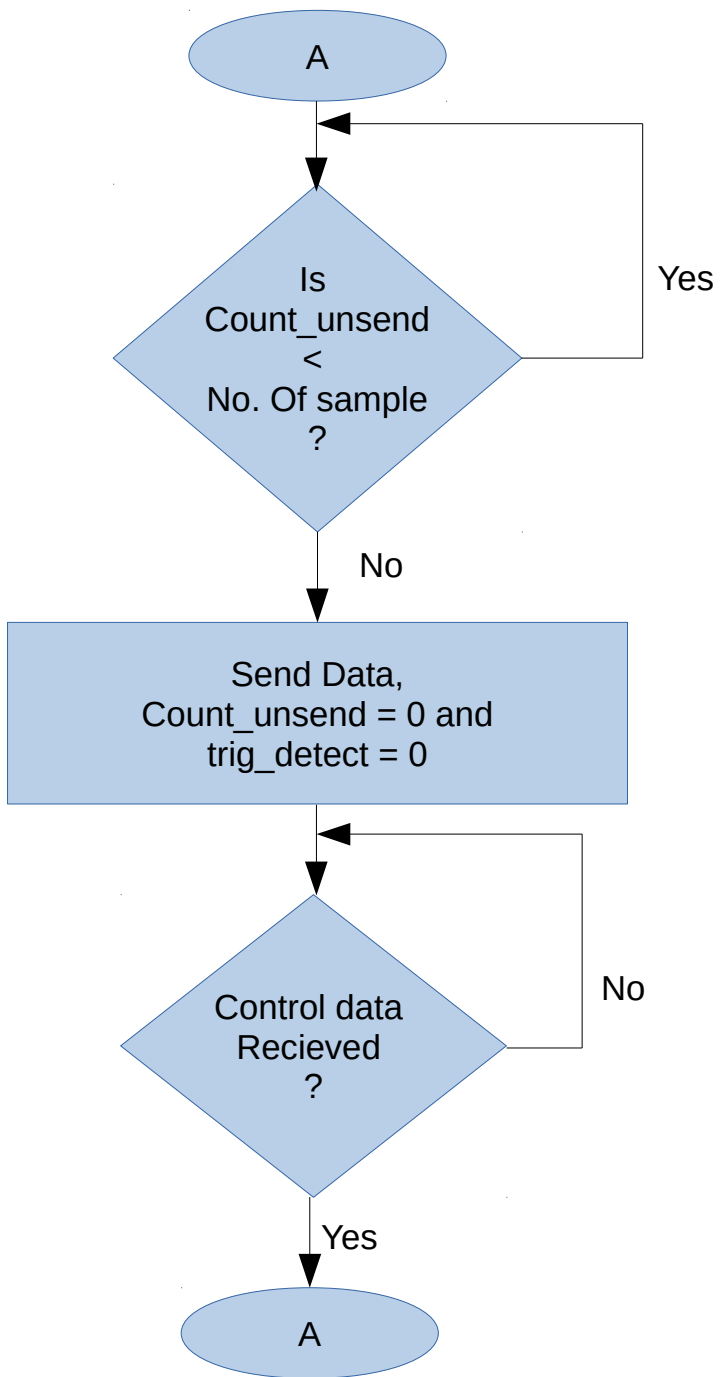 A
Is
Count_unsend
<
No. Of sample
?
Yes
No
Send Data,
Count_unsend = 0 and
trig_detect = 0
Control data
Recieved
?
No
Yes
A